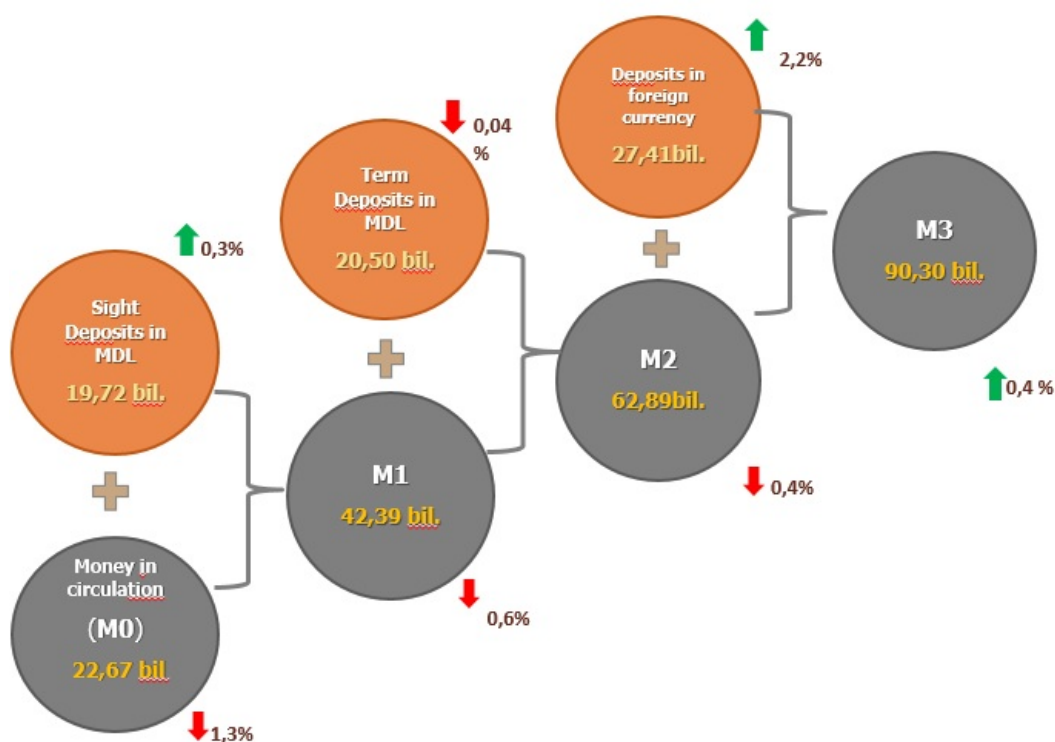 Deposits in
foreign
currency
27,41bil.
2,2%
0,04
%
Term
Deposits in
MDL
20,50 bil.
M3
90,30 bil.
0,4 %
0,3%
Sight
Deposits in
MDL
19,72 bil.
M2
62,89bil.
0,4%
M1
42,39 bil.
0,6%
Money in
circulation
(M0)
22,67 bil
1,3%